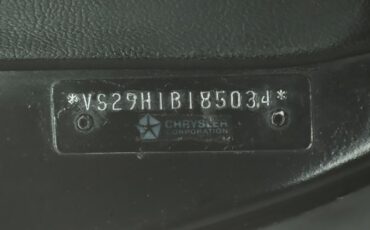 *VS29H1B185034*
CHRYSLER
CORPORATION